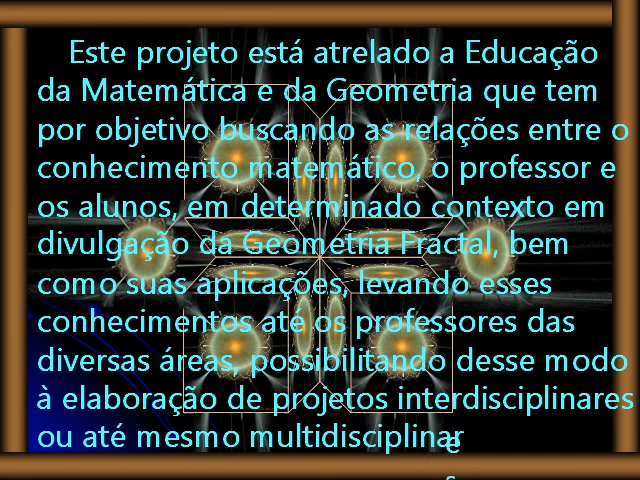 Este projeto está atrelado a Educação
da Matemática e da Geometria que tem
por objetivo buscando as relações entre o
conhecimento matemático, o professor e
os alunos, em determinado contexto em
divulgação da Geometria Fractal, bem
como suas aplicações, levando esses
conhecimentos até os professores das
diversas áreas, possibilitando desse modo
à elaboração de projetos interdisciplinares
ou até mesmo multidisciplinar
e